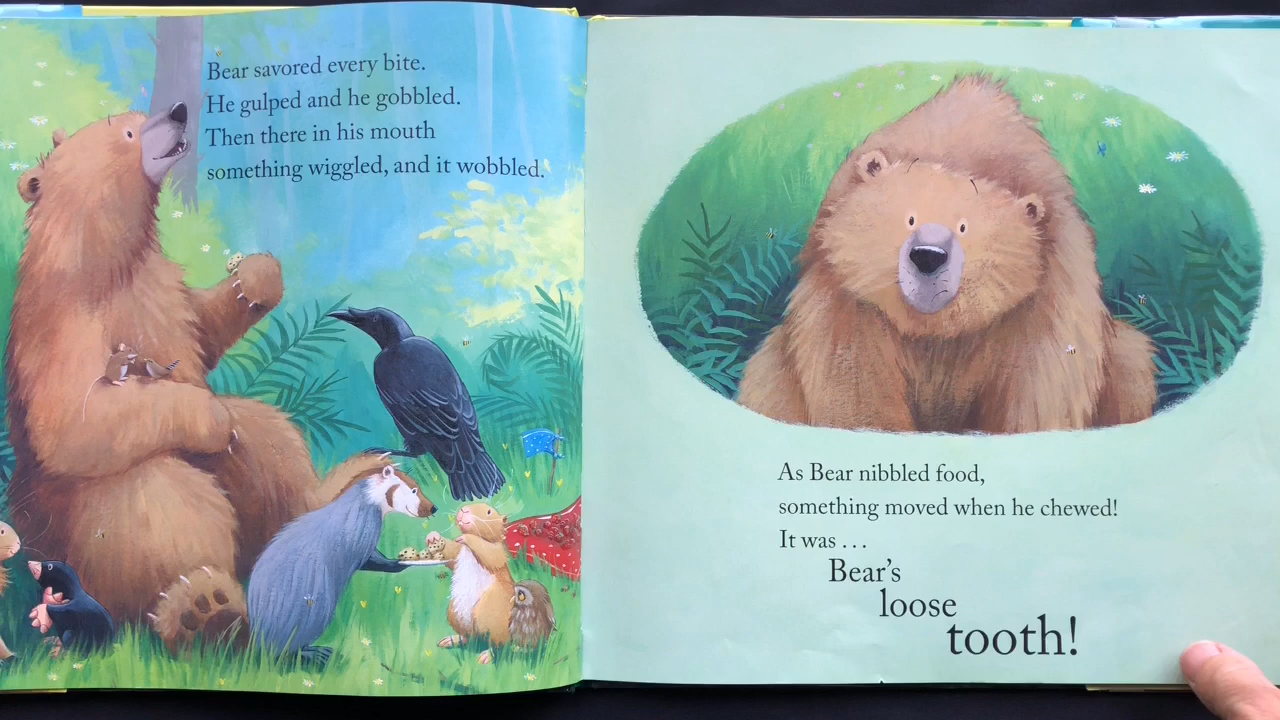 Bear savored every bite.
He gulped and he gobbled.
Then there in his mouth
something wiggled, and it wobbled.
As Bear nibbled food,
something moved when he chewed!
It was ...
Bear's
loose
tooth!